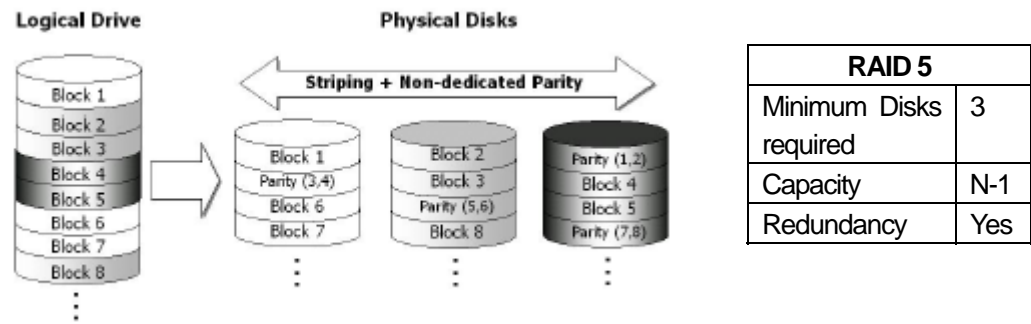 Logical Drive
Physical Disks
Block 1
Block 2
Block 3
Block 4
Block 5
Block 6
Block 7
Block 8
Striping + Non-dedicated Parity
Block 1
Parity (3,4)
Block 6
Block 7
Block 2
Block 3
Parity (5,6)
Block 8
Parity (1,2)
Block 4
Block 5
Parity (7,8)
RAID 5
Minimum Disks required
3
Capacity
N-1
Redundancy
Yes